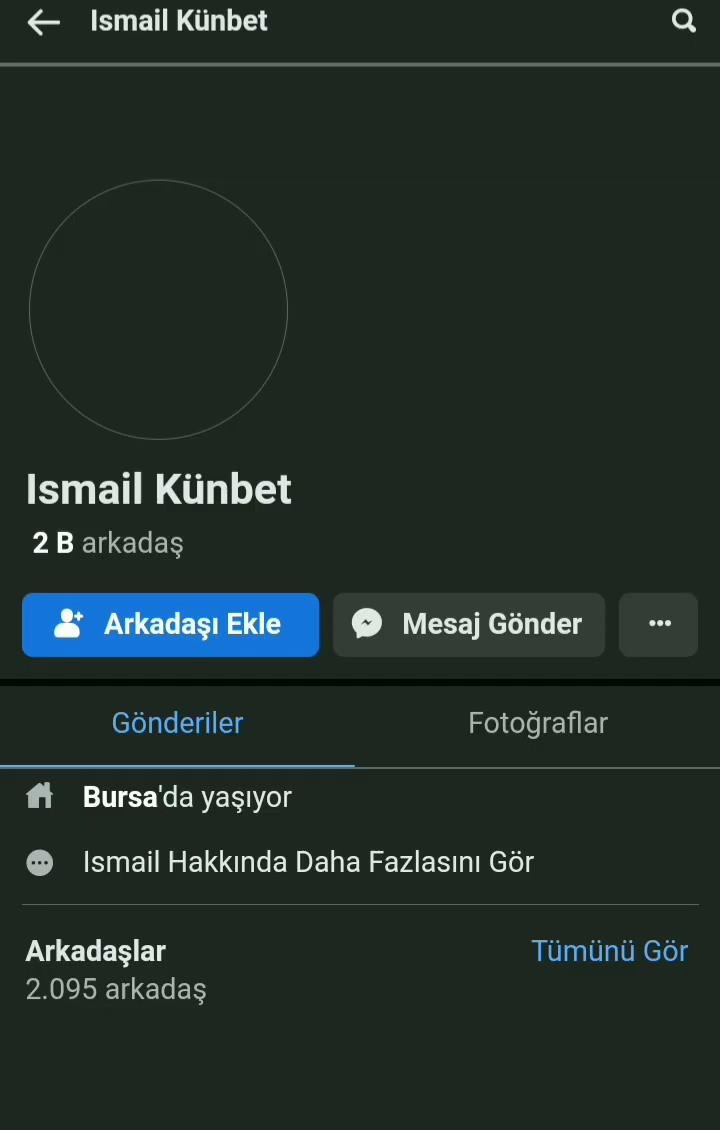 Ismail Künbet
Ismail Künbet
2 B arkadaş
Arkadaşı Ekle
Mesaj Gönder
Gönderiler
Fotoğraflar
Bursa'da yaşıyor
Ismail Hakkında Daha Fazlasını Gör
Arkadaşlar
Tümünü Gör
2.095 arkadaş